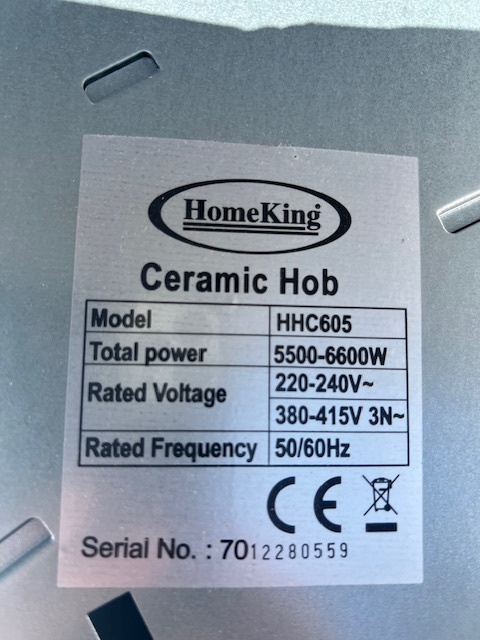 HomeKing
Ceramic Hob
Model HHC605
Total power 5500-6600W
Rated Voltage 220-240V~
380-415V 3N~
Rated Frequency 50/60Hz
CE
Serial No. : 7012280559